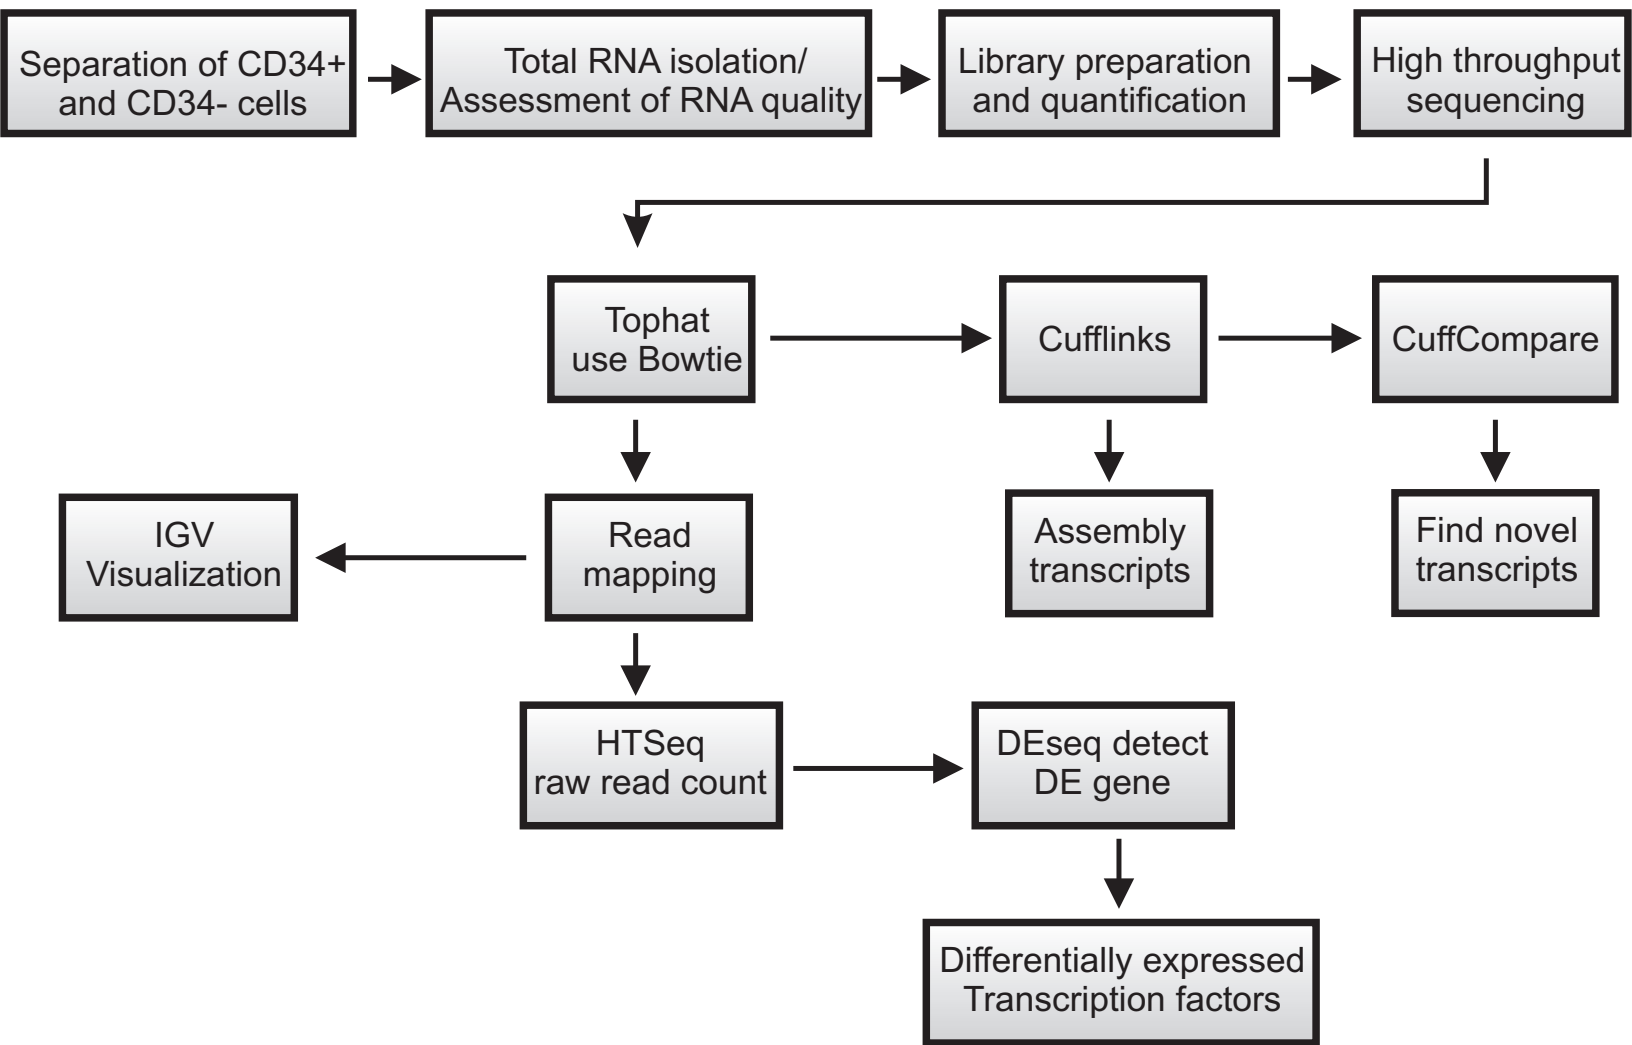 Separation of CD34+
and CD34- cells
Total RNA isolation/
Assessment of RNA quality
Library preparation
and quantification
High throughput
sequencing
Tophat
use Bowtie
Cufflinks
CuffCompare
IGV
Visualization
Read
mapping
Assembly
transcripts
Find novel
transcripts
HTSeq
raw read count
DEseq detect
DE gene
Differentially expressed
Transcription factors